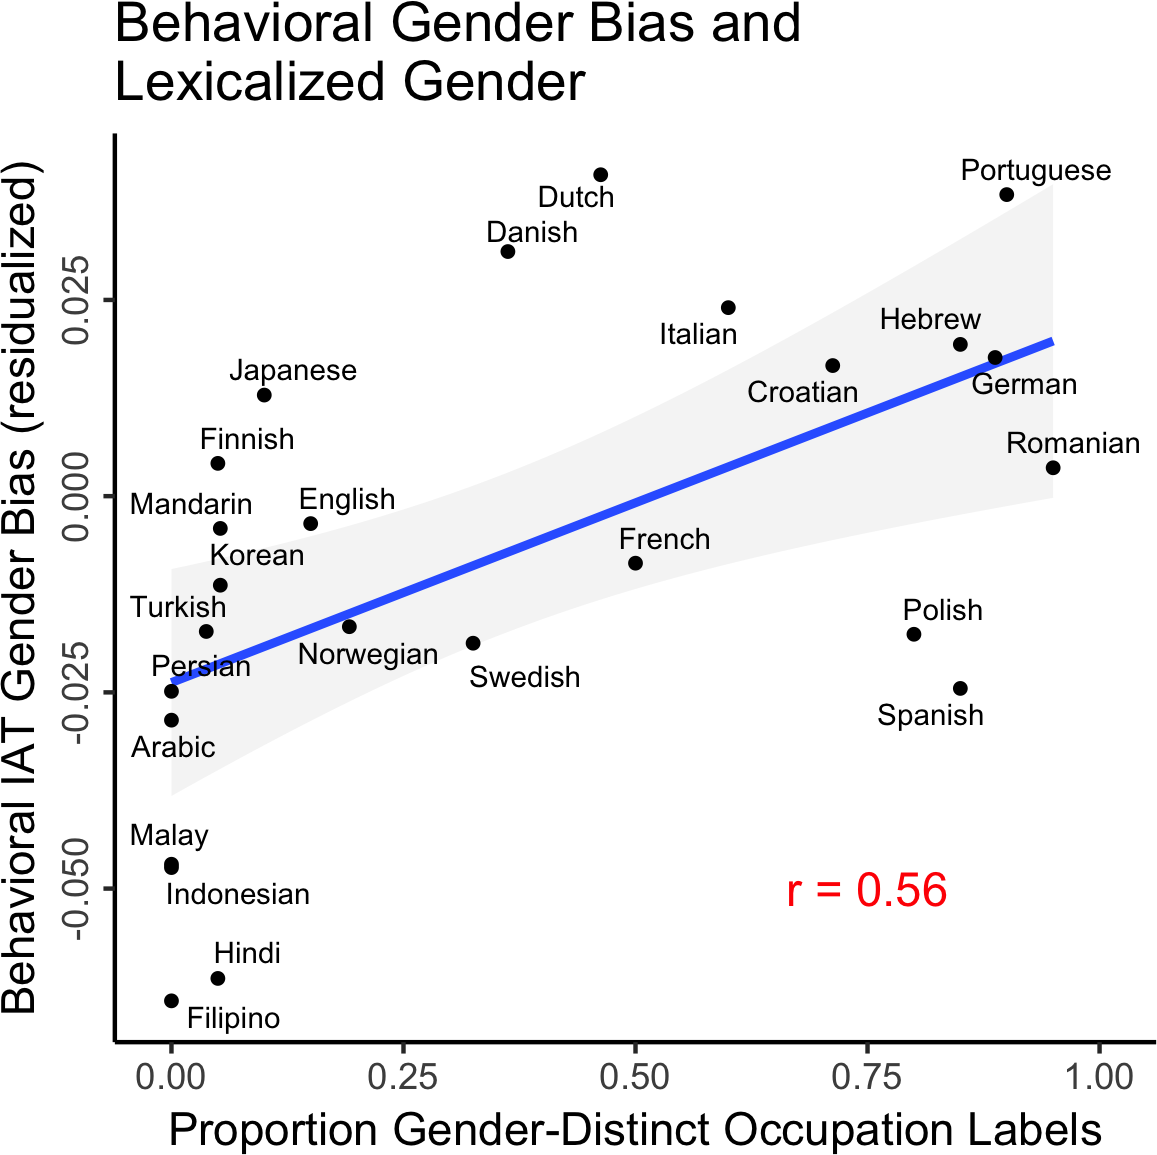 Behavioral Gender Bias and
Lexicalized Gender
Behavioral IAT Gender Bias (residualized)
0.025
0.000
-0.025
-0.050
Portuguese
Dutch
Danish
Hebrew
Italian
Japanese
German
Croatian
Finnish
Romanian
English
Mandarin
French
Korean
Turkish
Polish
Norwegian
Persian
Swedish
Spanish
Arabic
Malay
r = 0.56
Indonesian
Hindi
Filipino
0.00 0.25 0.50 0.75 1.00
Proportion Gender-Distinct Occupation Labels